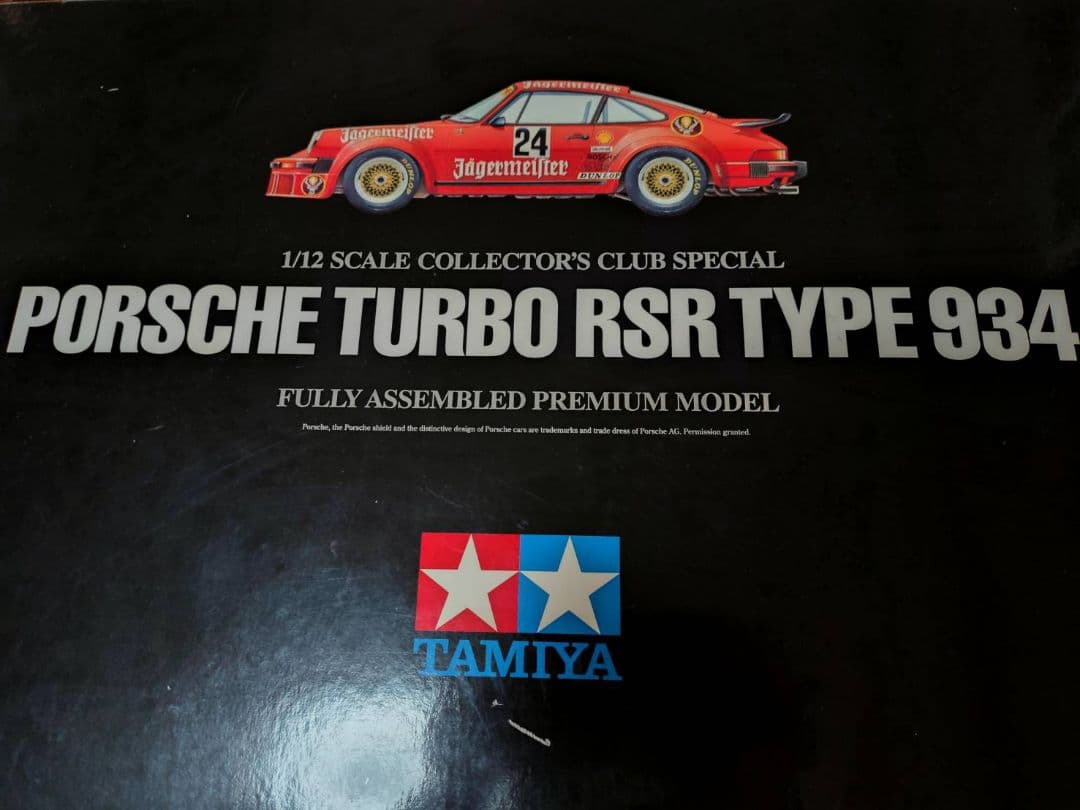 Jägermeister
Jägermeister
24
Jägermeister
DUNLOP
DUNLOP
DUNLOP
1/12 SCALE COLLECTOR'S CLUB SPECIAL
PORSCHE TURBO RSR TYPE 934
FULLY ASSEMBLED PREMIUM MODEL
Porsche, the Porsche shield and the distinctive design of Porsche cars are trademarks and trade dress of Porsche AG. Permission granted.
TAMIYA